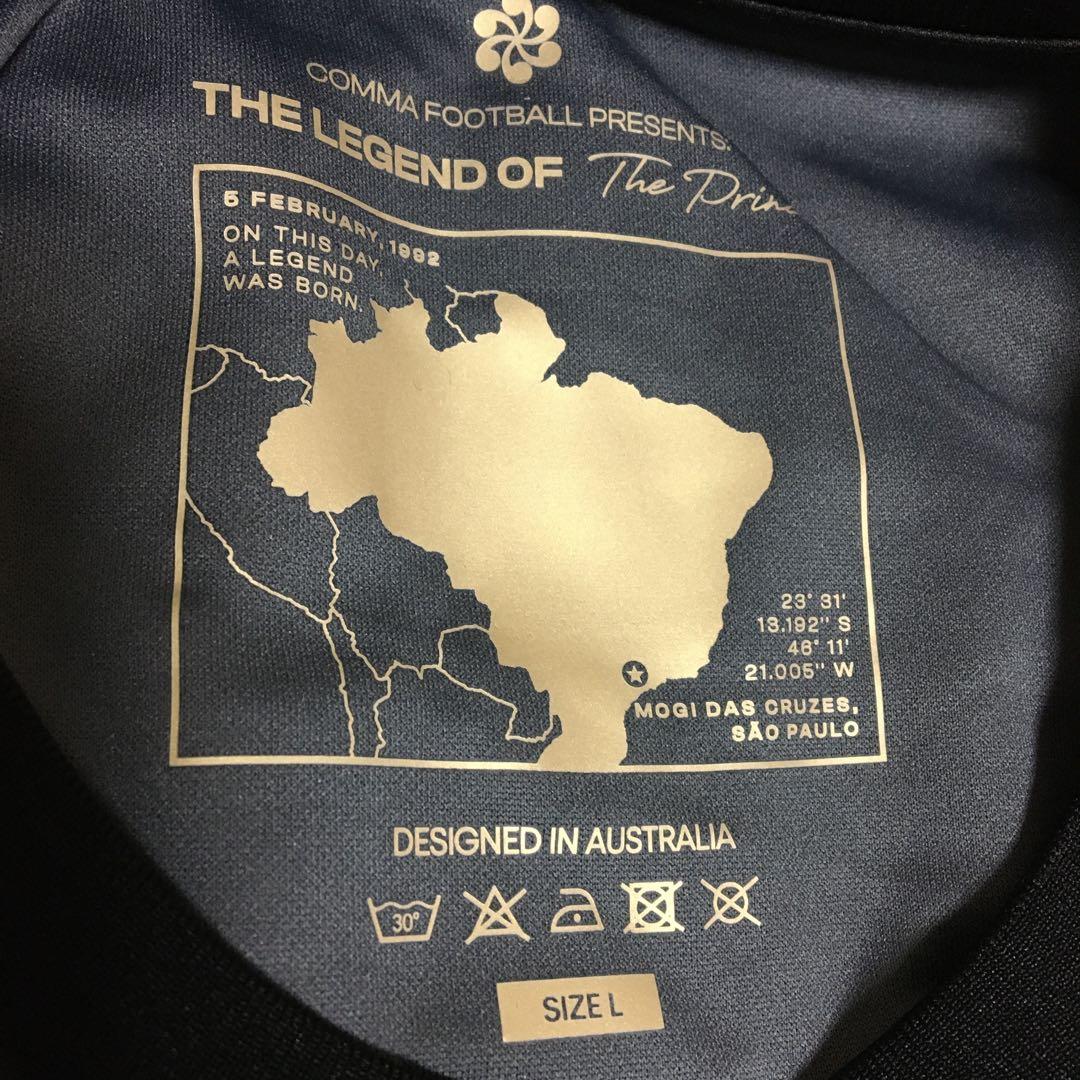 COMMA FOOTBALL PRESENTS:
THE LEGEND OF The
5 FEBRUARY, 1992
ON THIS DAY,
A LEGEND
WAS BORN.
23° 31'
13.192" S
46° 11'
21.005" W
MOGI DAS CRUZES,
SÃO PAULO
DESIGNED IN AUSTRALIA
30°
SIZE L